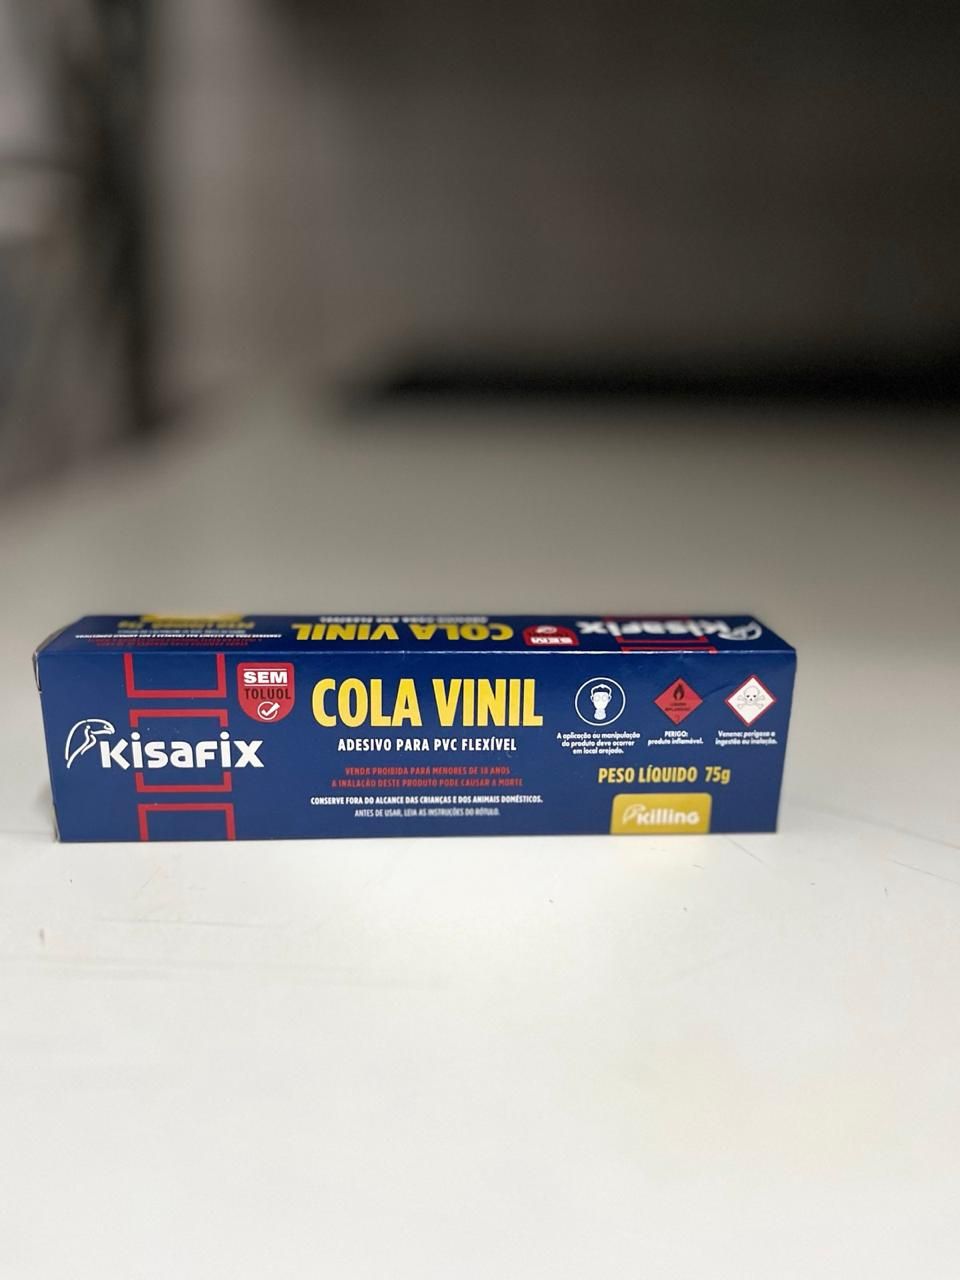 COLA VINIL
Kisafix
SEM
SEM
TOLUOL
COLA VINIL
ADESIVO PARA PVC FLEXÍVEL
Kisafix
VENDA PROIBIDA PARA MENORES DE 18 ANOS
A INALAÇÃO DESTE PRODUTO PODE CAUSAR A MORTE
CONSERVE FORA DO ALCANCE DAS CRIANÇAS E DOS ANIMAIS DOMÉSTICOS.
ANTES DE USAR, LEIA AS INSTRUÇÕES DO RÓTULO.
A aplicação ou manipulação
do produto deve ocorrer
em local arejado.
PERIGO:
produto inflamável.
Veneno: perigoso a
ingestão ou inalação.
PESO LÍQUIDO 75g
Killing